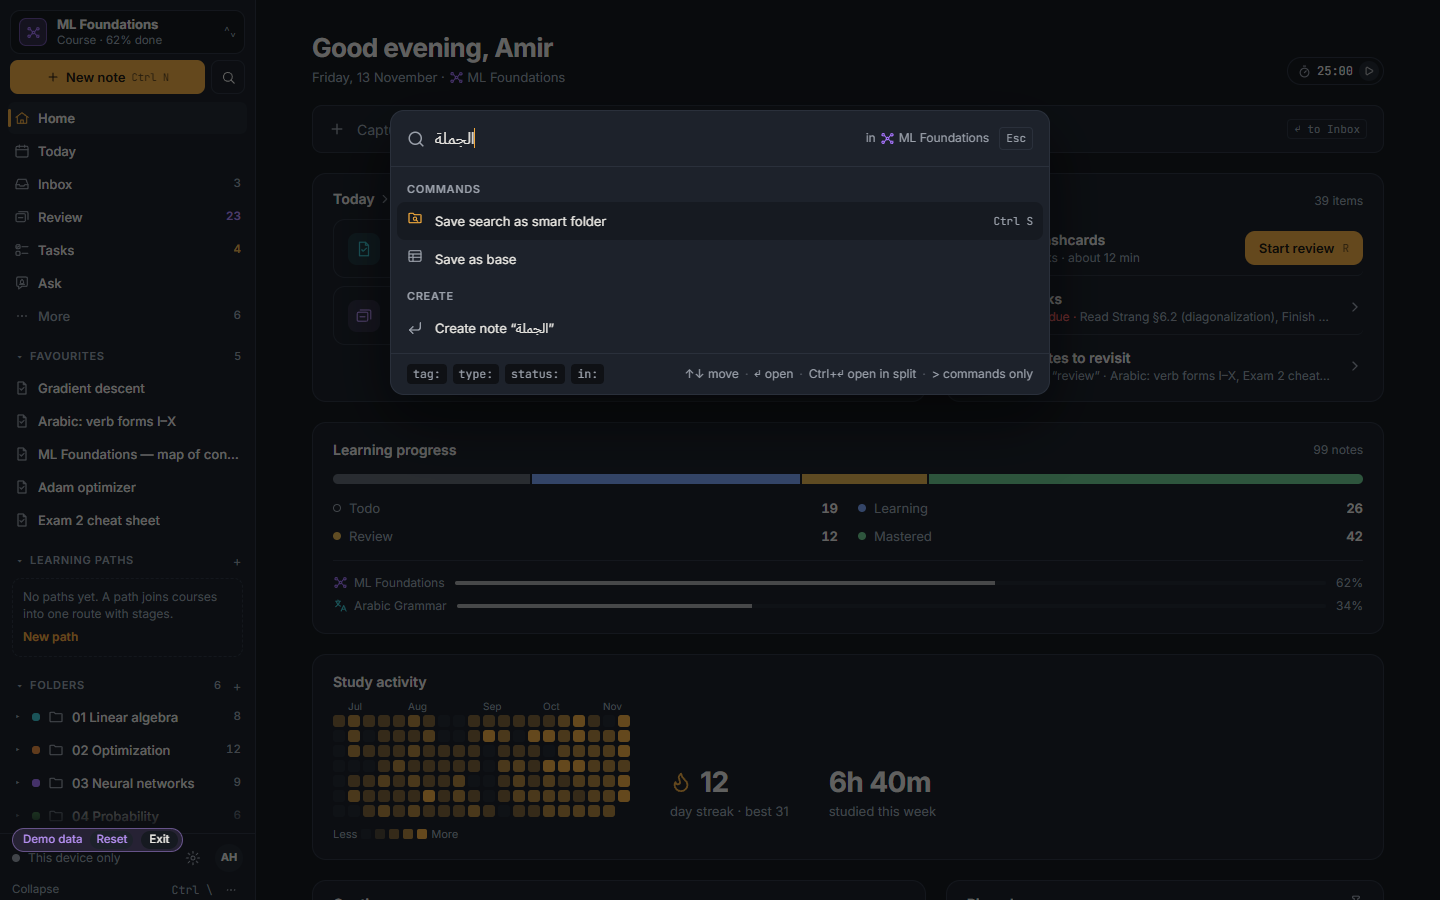 ML Foundations
Course · 62% done
New note Ctrl N
Home
Today
Inbox 3
Review 23
Tasks 4
Ask
More 6
FAVOURITES 5
Gradient descent
Arabic: verb forms I–X
ML Foundations — map of con...
Adam optimizer
Exam 2 cheat sheet
LEARNING PATHS +
No paths yet. A path joins courses
into one route with stages.
New path
FOLDERS 6 +
01 Linear algebra 8
02 Optimization 12
03 Neural networks 9
04 Probability 6
Demo data Reset Exit
This device only AH
Collapse Ctrl \ ...
Good evening, Amir
Friday, 13 November · ML Foundations
25:00
+ Capt
↵ to Inbox
الجملة
in ML Foundations Esc
COMMANDS
Save search as smart folder Ctrl S
Save as base
CREATE
Create note “الجملة”
tag: type: status: in:
↑↓ move · ↵ open · Ctrl+↵ open in split · > commands only
Today >
39 items
shcards
· about 12 min
Start review R
ks
due · Read Strang §6.2 (diagonalization), Finish ...
tes to revisit
“review” · Arabic: verb forms I–X, Exam 2 cheat...
Learning progress 99 notes
Todo 19
Learning 26
Review 12
Mastered 42
ML Foundations 62%
Arabic Grammar 34%
Study activity
Jul Aug Sep Oct Nov
Less More
12
day streak · best 31
6h 40m
studied this week